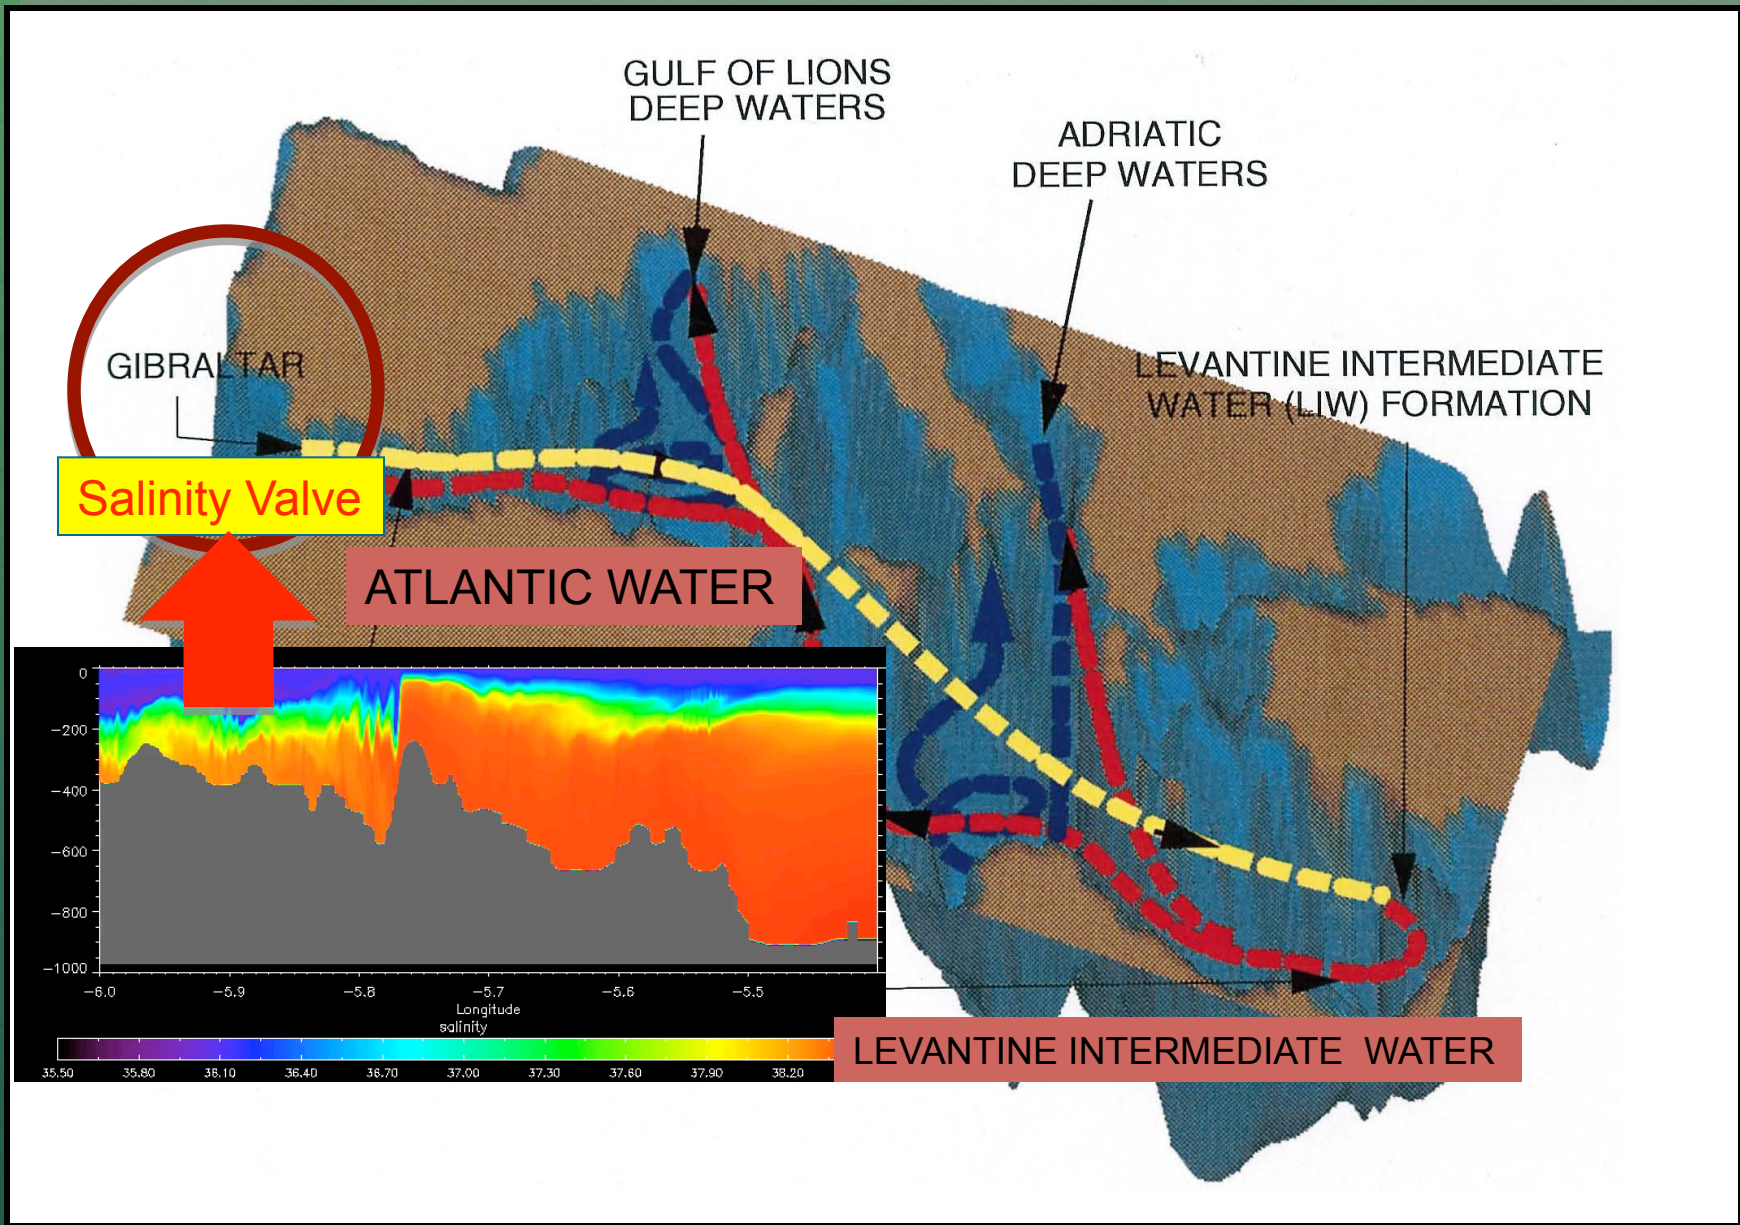 GULF OF LIONS
DEEP WATERS
ADRIATIC
DEEP WATERS
GIBRALTAR
LEVANTINE INTERMEDIATE
WATER (LIW) FORMATION
Salinity Valve
ATLANTIC WATER
0
−200
−400
−600
−800
−1000
−6.0 −5.9 −5.8 −5.7 −5.6 −5.5
Longitude
salinity
35.50 35.80 36.10 36.40 36.70 37.00 37.30 37.60 37.90 38.20
LEVANTINE INTERMEDIATE WATER